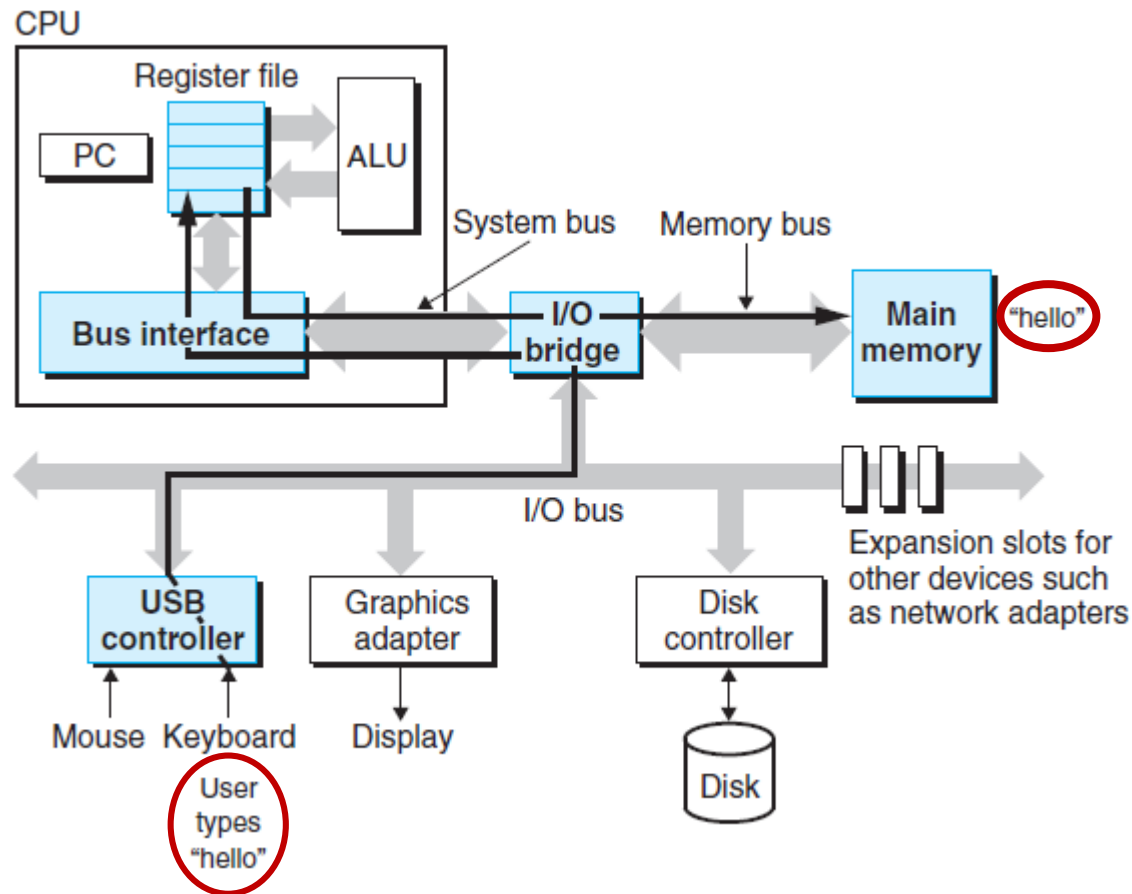 CPU
Register file
PC
ALU
System bus
Memory bus
Bus interface
I/O
bridge
Main
memory
“hello”
I/O bus
Expansion slots for
other devices such
as network adapters
USB
controller
Graphics
adapter
Disk
controller
Mouse
Keyboard
Display
Disk
User
types
“hello”